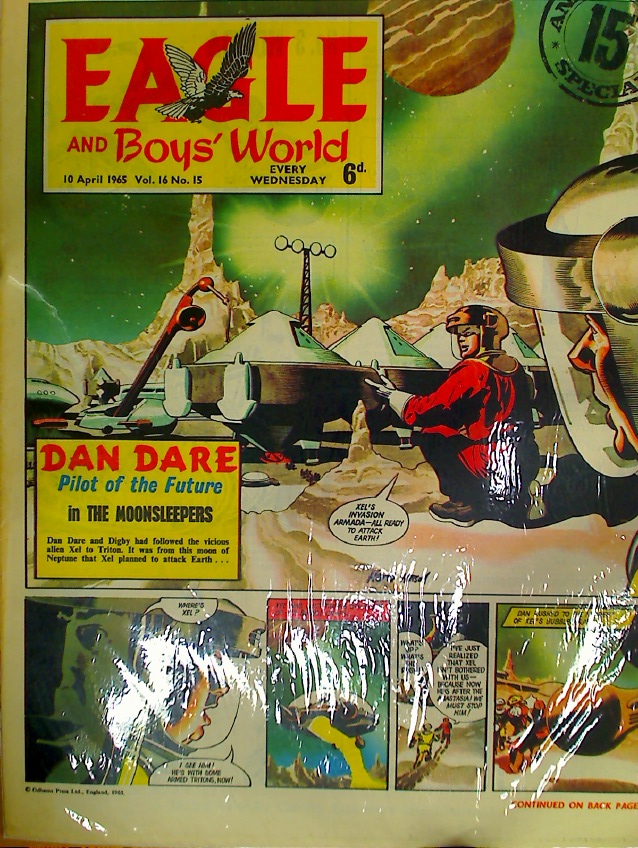 EAGLE
AND Boys' World
10 April 1965 Vol. 16 No. 15
EVERY
WEDNESDAY
6d.
15
SPECIA
DAN DARE
Pilot of the Future
in THE MOONSLEEPERS
Dan Dare and Digby had followed the vicious
alien Xel to Triton. It was from this moon of
Neptune that Xel planned to attack Earth . . .
XEL'S
INVASION
ARMADA—ALL READY
TO ATTACK
EARTH!
WHERE'S
XEL?
I SEE HIM!
HE'S WITH SOME
ARMED TRITONS, NOW!
I'VE JUST
REALIZED
THAT XEL
ISN'T BOTHERED
WITH US—
BECAUSE NOW
HE'S AFTER THE
ANASTASIA! WE
MUST STOP
HIM!
DAN
OF XEL'S
Ltd., England, 1965.
CONTINUED ON BACK PAGE